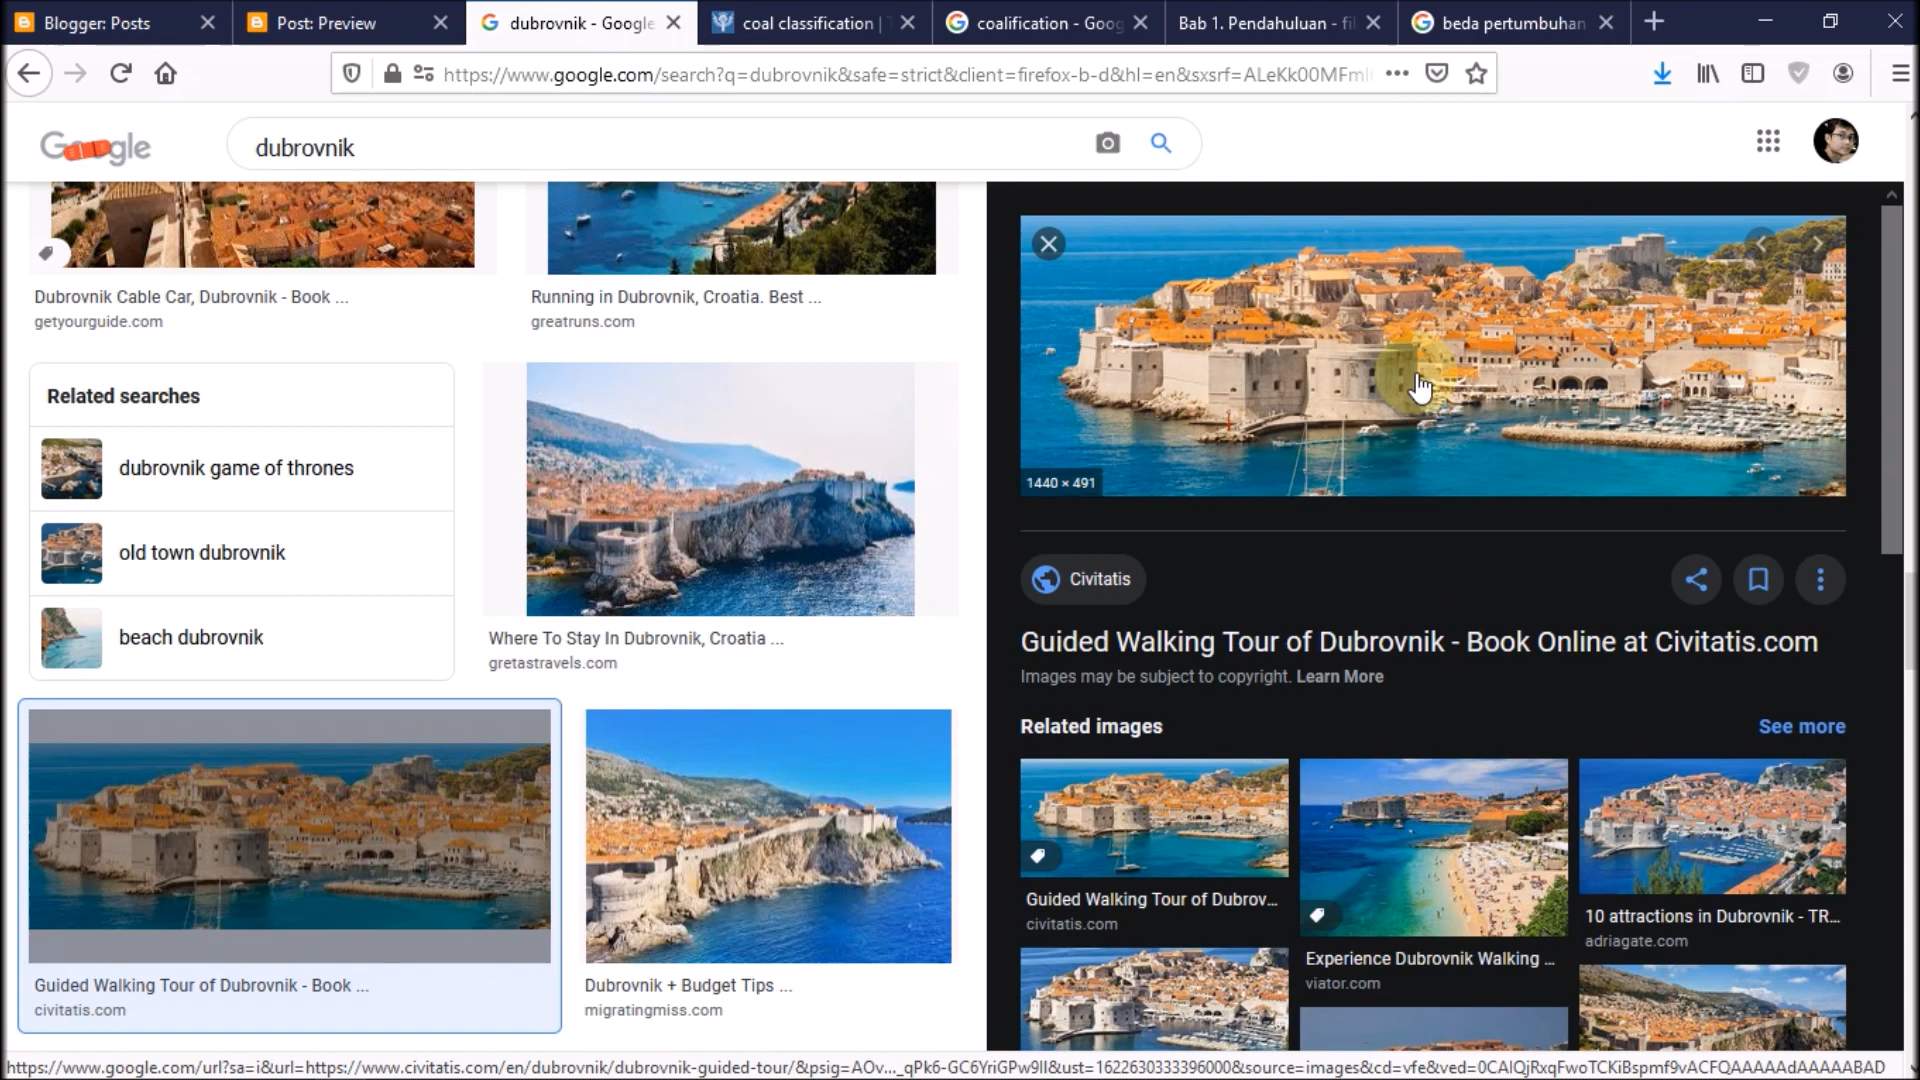 Blogger: Posts
Post: Preview
dubrovnik - Google
coal classification |
coalification - Goog
Bab 1. Pendahuluan - fi
beda pertumbuhan
https://www.google.com/search?q=dubrovnik&safe=strict&client=firefox-b-d&hl=en&sxsrf=ALeKk00MFm
Google
dubrovnik
Dubrovnik Cable Car, Dubrovnik - Book ...
getyourguide.com
Running in Dubrovnik, Croatia. Best ...
greatruns.com
Related searches
dubrovnik game of thrones
old town dubrovnik
beach dubrovnik
Where To Stay In Dubrovnik, Croatia ...
gretastravels.com
Guided Walking Tour of Dubrovnik - Book ...
civitatis.com
Dubrovnik + Budget Tips ...
migratingmiss.com
1440 × 491
Civitatis
Guided Walking Tour of Dubrovnik - Book Online at Civitatis.com
Images may be subject to copyright. Learn More
Related images
See more
Guided Walking Tour of Dubrov...
civitatis.com
Experience Dubrovnik Walking ...
viator.com
10 attractions in Dubrovnik - TR...
adriagate.com
https://www.google.com/url?sa=i&url=https://www.civitatis.com/en/dubrovnik/dubrovnik-guided-tour/&psig=AOv..._qPk6-GC6YriGPw9II&ust=1622630333396000&source=images&cd=vfe&ved=0CAIQjRxqFwoTCKiBspmf9vACFQAAAAAdAAAAABAD